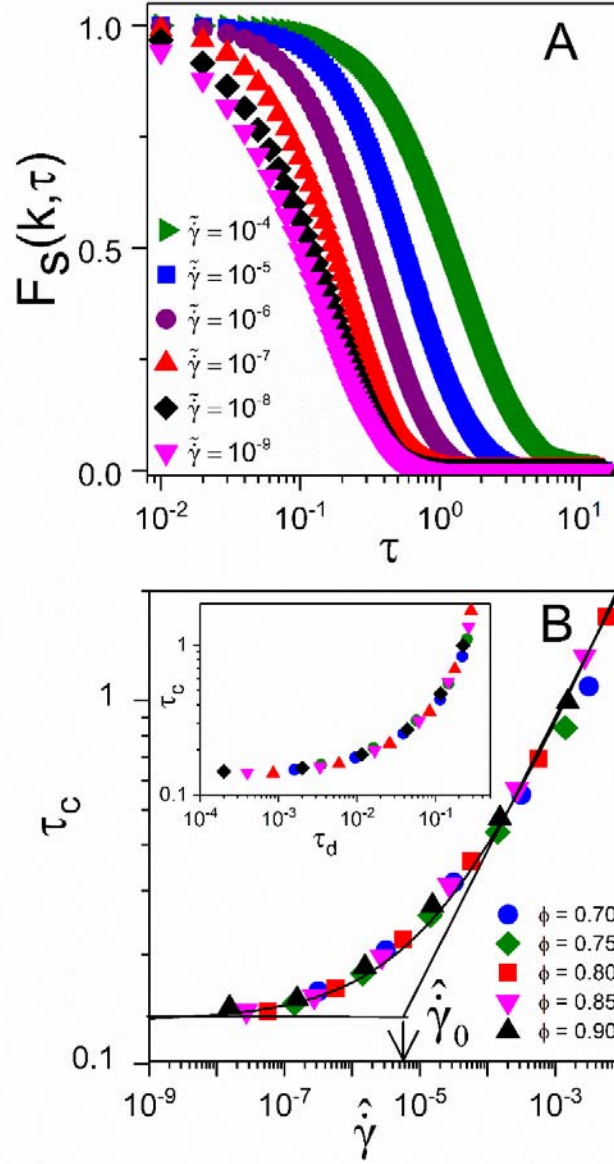 A
1.0
0.5
0.0
F_S(k,τ)
γ̃̇ = 10^-4
γ̃̇ = 10^-5
γ̃̇ = 10^-6
γ̃̇ = 10^-7
γ̃̇ = 10^-8
γ̃̇ = 10^-9
10^-2 10^-1 10^0 10^1
τ
B
1
0.1
τ_c
1
0.1
τ_c
10^-4 10^-3 10^-2 10^-1
τ_d
ϕ = 0.70
ϕ = 0.75
ϕ = 0.80
ϕ = 0.85
ϕ = 0.90
γ̂̇_0
10^-9 10^-7 10^-5 10^-3
γ̂̇